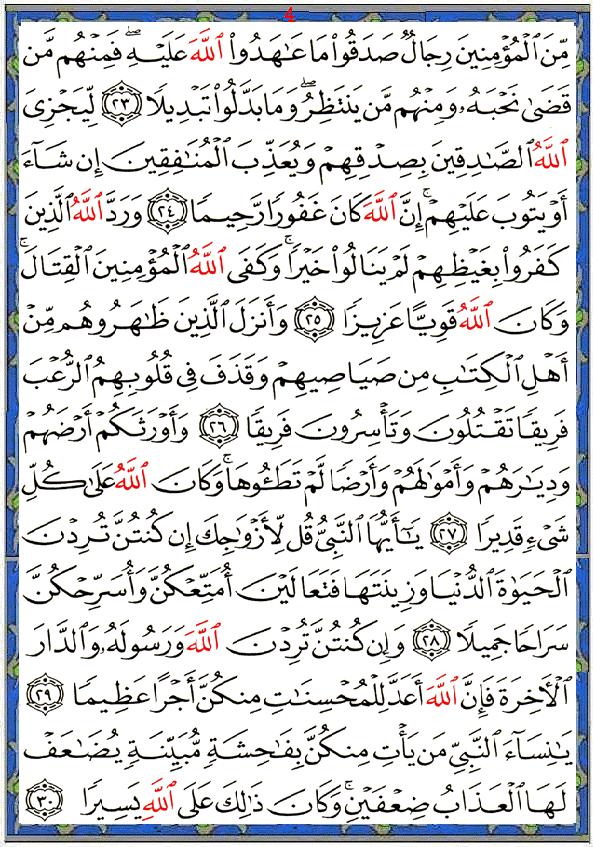 4
مِّنَ ٱلْمُؤْمِنِينَ رِجَالٌ صَدَقُوا۟ مَا عَٰهَدُوا۟ ٱللَّهَ عَلَيْهِ ۖ فَمِنْهُم مَّن
قَضَىٰ نَحْبَهُۥ وَمِنْهُم مَّن يَنتَظِرُ ۖ وَمَا بَدَّلُوا۟ تَبْدِيلًا ٢٣ لِّيَجْزِىَ
ٱللَّهُ ٱلصَّٰدِقِينَ بِصِدْقِهِمْ وَيُعَذِّبَ ٱلْمُنَٰفِقِينَ إِن شَآءَ
أَوْ يَتُوبَ عَلَيْهِمْ ۚ إِنَّ ٱللَّهَ كَانَ غَفُورًا رَّحِيمًا ٢٤ وَرَدَّ ٱللَّهُ ٱلَّذِينَ
كَفَرُوا۟ بِغَيْظِهِمْ لَمْ يَنَالُوا۟ خَيْرًا ۚ وَكَفَى ٱللَّهُ ٱلْمُؤْمِنِينَ ٱلْقِتَالَ ۚ
وَكَانَ ٱللَّهُ قَوِيًّا عَزِيزًا ٢٥ وَأَنزَلَ ٱلَّذِينَ ظَٰهَرُوهُم مِّنْ
أَهْلِ ٱلْكِتَٰبِ مِن صَيَاصِيهِمْ وَقَذَفَ فِى قُلُوبِهِمُ ٱلرُّعْبَ
فَرِيقًا تَقْتُلُونَ وَتَأْسِرُونَ فَرِيقًا ٢٦ وَأَوْرَثَكُمْ أَرْضَهُمْ
وَدِيَٰرَهُمْ وَأَمْوَٰلَهُمْ وَأَرْضًا لَّمْ تَطَـُٔوهَا ۚ وَكَانَ ٱللَّهُ عَلَىٰ كُلِّ
شَىْءٍ قَدِيرًا ٢٧ يَٰٓأَيُّهَا ٱلنَّبِىُّ قُل لِّأَزْوَٰجِكَ إِن كُنتُنَّ تُرِدْنَ
ٱلْحَيَوٰةَ ٱلدُّنْيَا وَزِينَتَهَا فَتَعَالَيْنَ أُمَتِّعْكُنَّ وَأُسَرِّحْكُنَّ
سَرَاحًا جَمِيلًا ٢٨ وَإِن كُنتُنَّ تُرِدْنَ ٱللَّهَ وَرَسُولَهُۥ وَٱلدَّارَ
ٱلْءَاخِرَةَ فَإِنَّ ٱللَّهَ أَعَدَّ لِلْمُحْسِنَٰتِ مِنكُنَّ أَجْرًا عَظِيمًا ٢٩
يَٰنِسَآءَ ٱلنَّبِىِّ مَن يَأْتِ مِنكُنَّ بِفَٰحِشَةٍ مُّبَيِّنَةٍ يُضَٰعَفْ
لَهَا ٱلْعَذَابُ ضِعْفَيْنِ ۚ وَكَانَ ذَٰلِكَ عَلَى ٱللَّهِ يَسِيرًا ٣٠